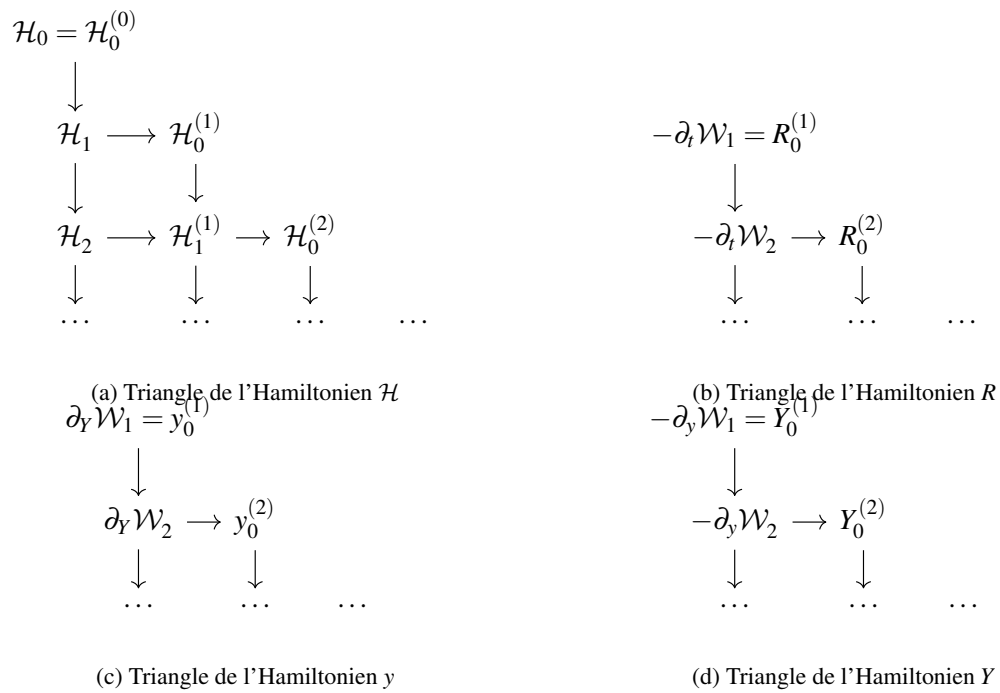 ℋ₀ = ℋ₀⁽⁰⁾
ℋ₁ ⟶ ℋ₀⁽¹⁾
ℋ₂ ⟶ ℋ₁⁽¹⁾ ⟶ ℋ₀⁽²⁾
⋯ ⋯ ⋯ ⋯
−∂ₜ𝒲₁ = R₀⁽¹⁾
−∂ₜ𝒲₂ ⟶ R₀⁽²⁾
⋯ ⋯ ⋯
(a) Triangle de l'Hamiltonien ℋ
(b) Triangle de l'Hamiltonien R
∂_Y𝒲₁ = y₀⁽¹⁾
∂_Y𝒲₂ ⟶ y₀⁽²⁾
⋯ ⋯ ⋯
−∂_y𝒲₁ = Y₀⁽¹⁾
−∂_y𝒲₂ ⟶ Y₀⁽²⁾
⋯ ⋯ ⋯
(c) Triangle de l'Hamiltonien y
(d) Triangle de l'Hamiltonien Y